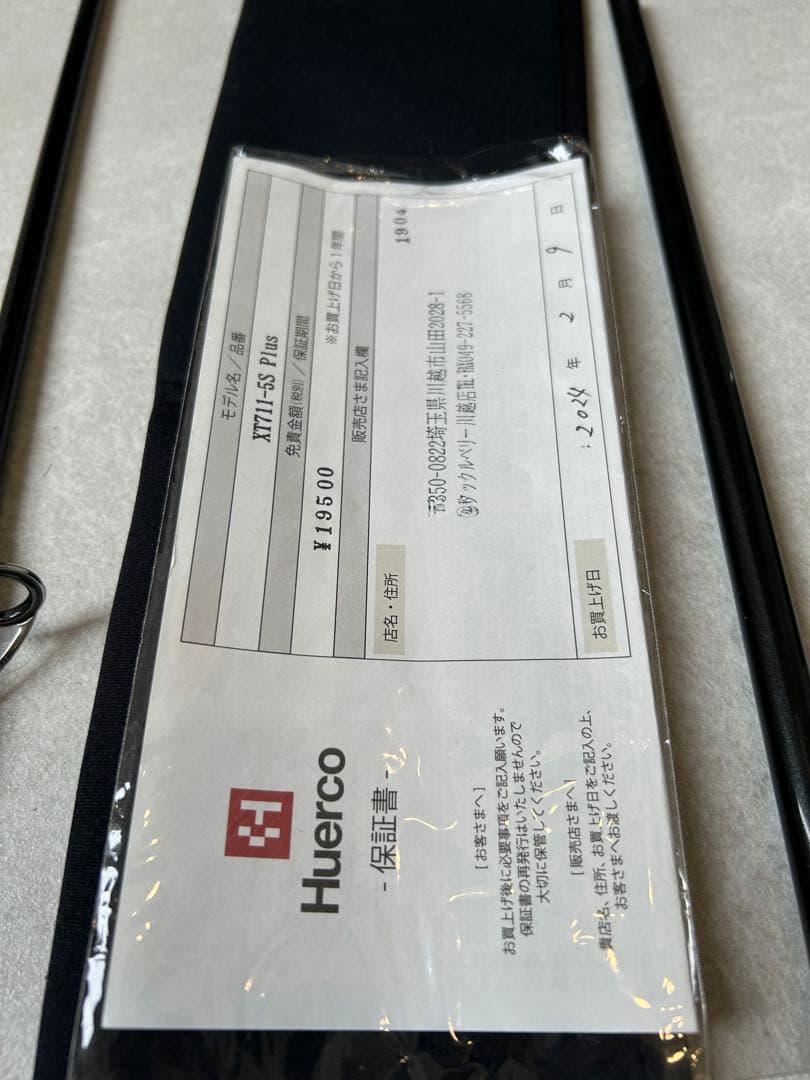 Huerco
- 保証書 -
[ お客さまへ ]
お買上げ後に必要事項をご記入願います。
保証書の再発行はいたしませんので
大切に保管してください。
[ 販売店さまへ ]
貴店名、住所、お買上げ日をご記入の上、
お客さまへお渡しください。
モデル名／品番
XT711-5S Plus
免責金額(税別)／保証期間
¥19500
※お買上げ日から1年間
販売店さま記入欄
1904
店名・住所
〒350-0822埼玉県川越市山田2028-1
タックルベリー川越店℡・℻049-227-5568
お買上げ日
:2024 年 2 月 9 日